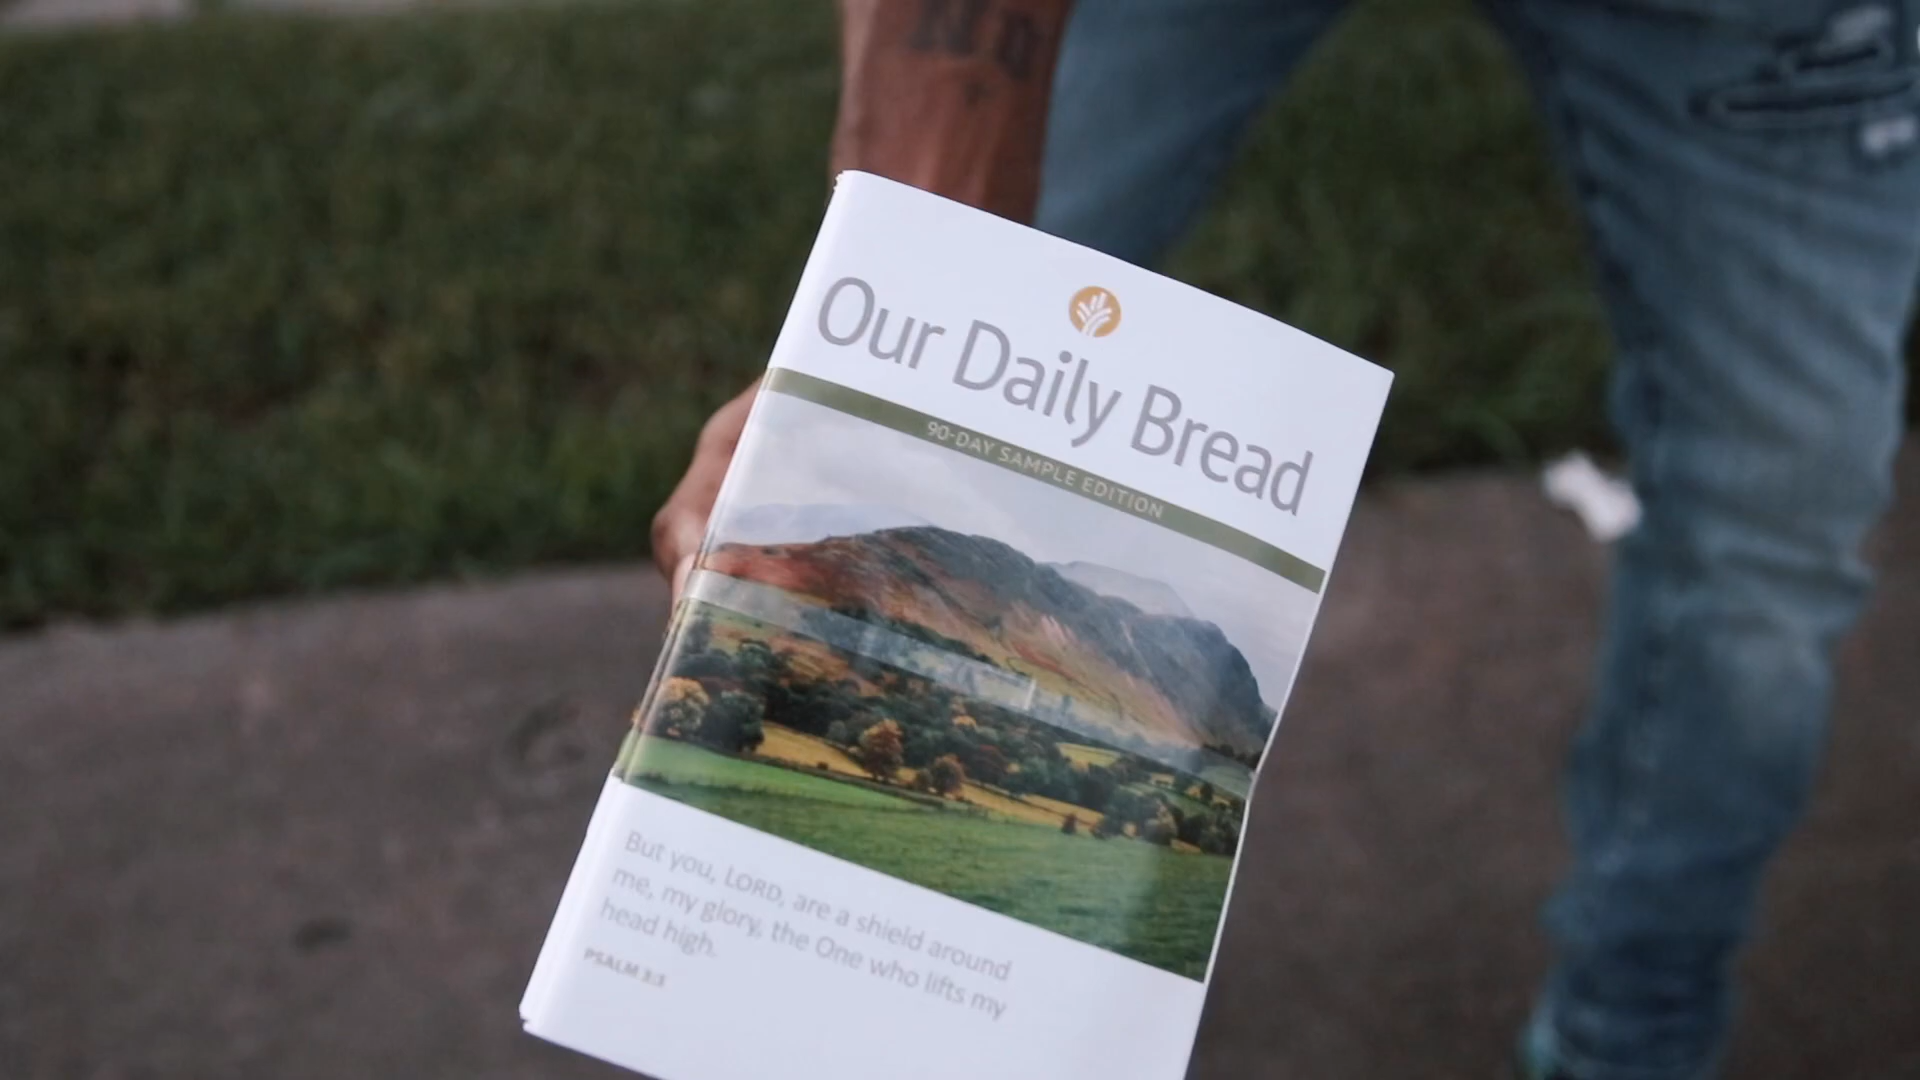 Our Daily Bread
90-DAY SAMPLE EDITION
But you, LORD, are a shield around
me, my glory, the One who lifts my
head high.
PSALM 3:3